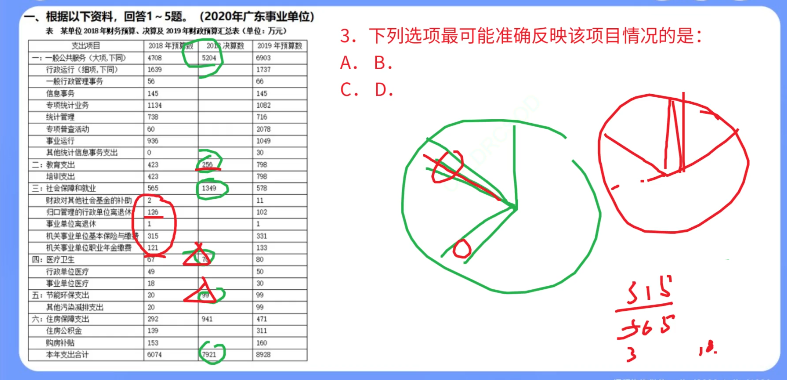 一、根据以下资料，回答1～5题。（2020年广东事业单位）
表 某单位2018年财务预算、决算及2019年财政预算汇总表（单位：万元）
支出项目 2018年预算数 201 决算数 2019年预算数
一：一般公共服务（大项,下同） 4708 5204 6903
行政运行（细项,下同） 1639 1737
一般行政管理事务 56 66
信息事务 145 145
专项统计业务 1134 1082
统计管理 738 716
专项普查活动 60 2078
事业运行 936 1049
其他统计信息事务支出 0 30
二：教育支出 423 256 798
培训支出 423 798
三：社会保障和就业 565 1349 578
财政对其他社会基金的补助 2 11
归口管理的行政单位离退休 126 102
事业单位离退休 1 1
机关事业单位基本保险与缴费 315 331
机关事业单位职业年金缴费 121 133
四：医疗卫生 67 80
行政单位医疗 49 50
事业单位医疗 18 30
五：节能环保支出 20 99 99
其他污染减排支出 20 99
六：住房保障支出 292 941 471
住房公积金 139 311
购房补贴 153 160
本年支出合计 6074 7921 8928
3. 下列选项最可能准确反映该项目情况的是：
A. B.
C. D.
315
565
3